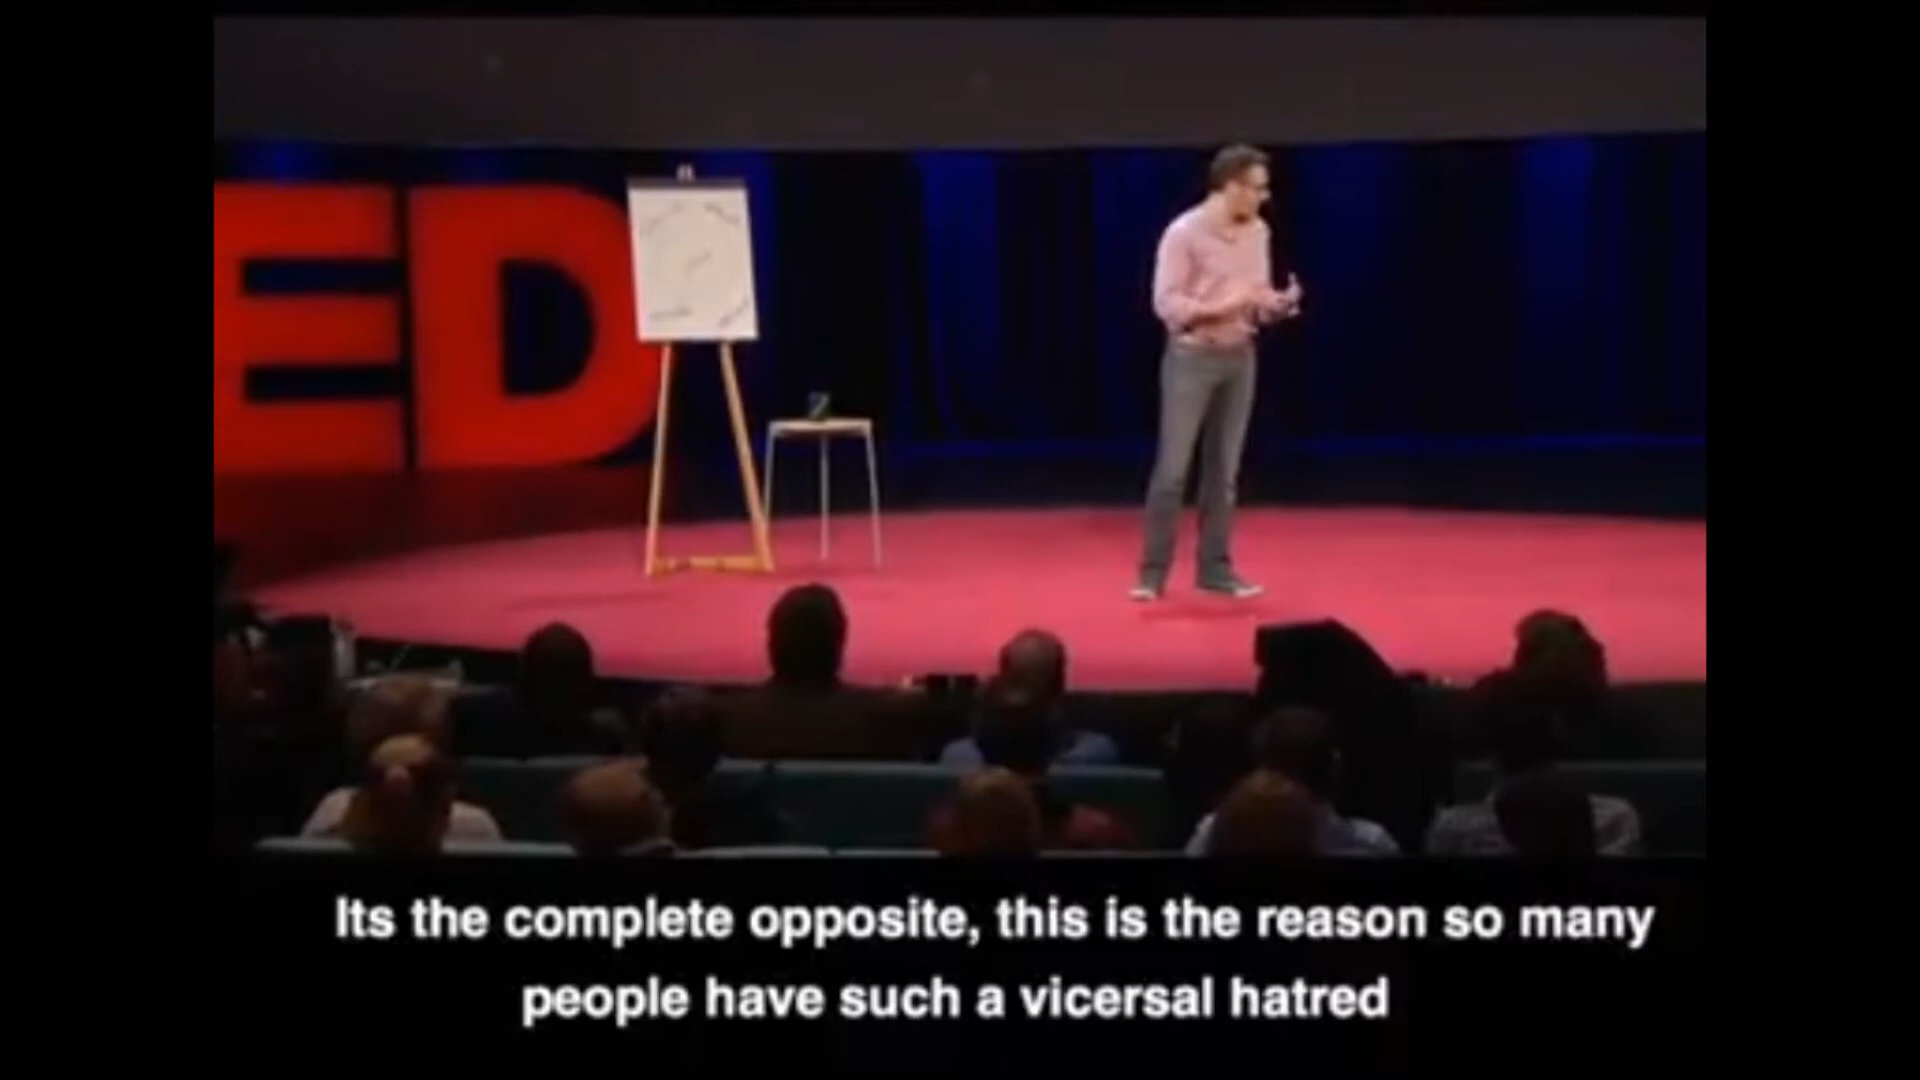 ED
Its the complete opposite, this is the reason so many
people have such a vicersal hatred